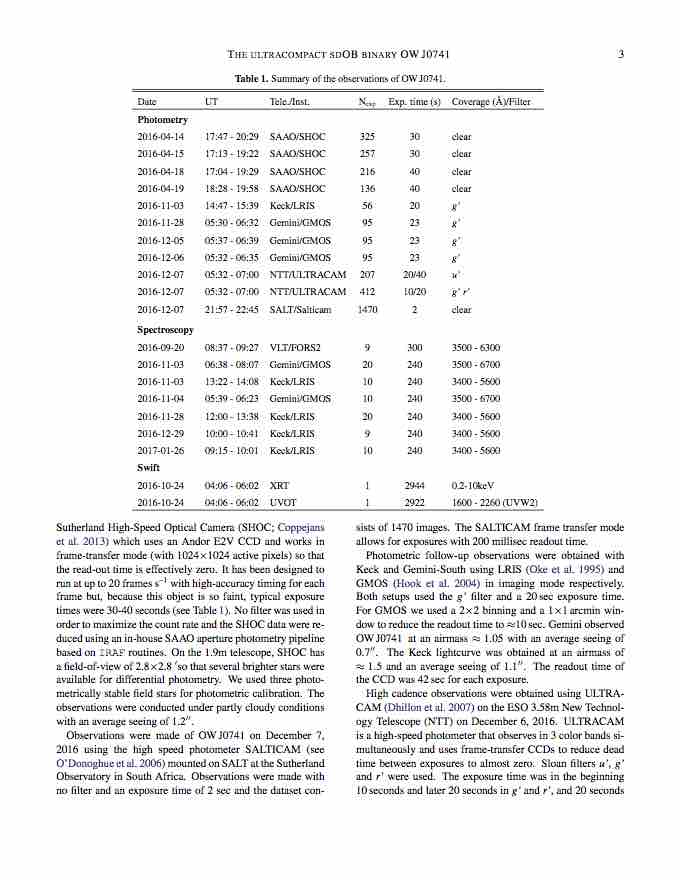 THE ULTRACOMPACT SDOB BINARY OW J0741 3
Table 1. Summary of the observations of OW J0741.
Date UT Tele./Inst. Nexp Exp. time (s) Coverage (Å)/Filter
Photometry
2016-04-14 17:47 - 20:29 SAAO/SHOC 325 30 clear
2016-04-15 17:13 - 19:22 SAAO/SHOC 257 30 clear
2016-04-18 17:04 - 19:29 SAAO/SHOC 216 40 clear
2016-04-19 18:28 - 19:58 SAAO/SHOC 136 40 clear
2016-11-03 14:47 - 15:39 Keck/LRIS 56 20 g'
2016-11-28 05:30 - 06:32 Gemini/GMOS 95 23 g'
2016-12-05 05:37 - 06:39 Gemini/GMOS 95 23 g'
2016-12-06 05:32 - 06:35 Gemini/GMOS 95 23 g'
2016-12-07 05:32 - 07:00 NTT/ULTRACAM 207 20/40 u'
2016-12-07 05:32 - 07:00 NTT/ULTRACAM 412 10/20 g' r'
2016-12-07 21:57 - 22:45 SALT/Salticam 1470 2 clear
Spectroscopy
2016-09-20 08:37 - 09:27 VLT/FORS2 9 300 3500 - 6300
2016-11-03 06:38 - 08:07 Gemini/GMOS 20 240 3500 - 6700
2016-11-03 13:22 - 14:08 Keck/LRIS 10 240 3400 - 5600
2016-11-04 05:39 - 06:23 Gemini/GMOS 10 240 3500 - 6700
2016-11-28 12:00 - 13:38 Keck/LRIS 20 240 3400 - 5600
2016-12-29 10:00 - 10:41 Keck/LRIS 9 240 3400 - 5600
2017-01-26 09:15 - 10:01 Keck/LRIS 10 240 3400 - 5600
Swift
2016-10-24 04:06 - 06:02 XRT 1 2944 0.2-10keV
2016-10-24 04:06 - 06:02 UVOT 1 2922 1600 - 2260 (UVW2)
Sutherland High-Speed Optical Camera (SHOC; Coppejans
et al. 2013) which uses an Andor E2V CCD and works in
frame-transfer mode (with 1024×1024 active pixels) so that
the read-out time is effectively zero. It has been designed to
run at up to 20 frames s⁻¹ with high-accuracy timing for each
frame but, because this object is so faint, typical exposure
times were 30-40 seconds (see Table 1). No filter was used in
order to maximize the count rate and the SHOC data were re-
duced using an in-house SAAO aperture photometry pipeline
based on IRAF routines. On the 1.9m telescope, SHOC has
a field-of-view of 2.8×2.8 ′so that several brighter stars were
available for differential photometry. We used three photo-
metrically stable field stars for photometric calibration. The
observations were conducted under partly cloudy conditions
with an average seeing of 1.2″.
Observations were made of OW J0741 on December 7,
2016 using the high speed photometer SALTICAM (see
O'Donoghue et al. 2006) mounted on SALT at the Sutherland
Observatory in South Africa. Observations were made with
no filter and an exposure time of 2 sec and the dataset con-
sists of 1470 images. The SALTICAM frame transfer mode
allows for exposures with 200 millisec readout time.
Photometric follow-up observations were obtained with
Keck and Gemini-South using LRIS (Oke et al. 1995) and
GMOS (Hook et al. 2004) in imaging mode respectively.
Both setups used the g' filter and a 20 sec exposure time.
For GMOS we used a 2×2 binning and a 1×1 arcmin win-
dow to reduce the readout time to ≈10 sec. Gemini observed
OW J0741 at an airmass ≈ 1.05 with an average seeing of
0.7″. The Keck lightcurve was obtained at an airmass of
≈ 1.5 and an average seeing of 1.1″. The readout time of
the CCD was 42 sec for each exposure.
High cadence observations were obtained using ULTRA-
CAM (Dhillon et al. 2007) on the ESO 3.58m New Technol-
ogy Telescope (NTT) on December 6, 2016. ULTRACAM
is a high-speed photometer that observes in 3 color bands si-
multaneously and uses frame-transfer CCDs to reduce dead
time between exposures to almost zero. Sloan filters u', g'
and r' were used. The exposure time was in the beginning
10 seconds and later 20 seconds in g' and r', and 20 seconds